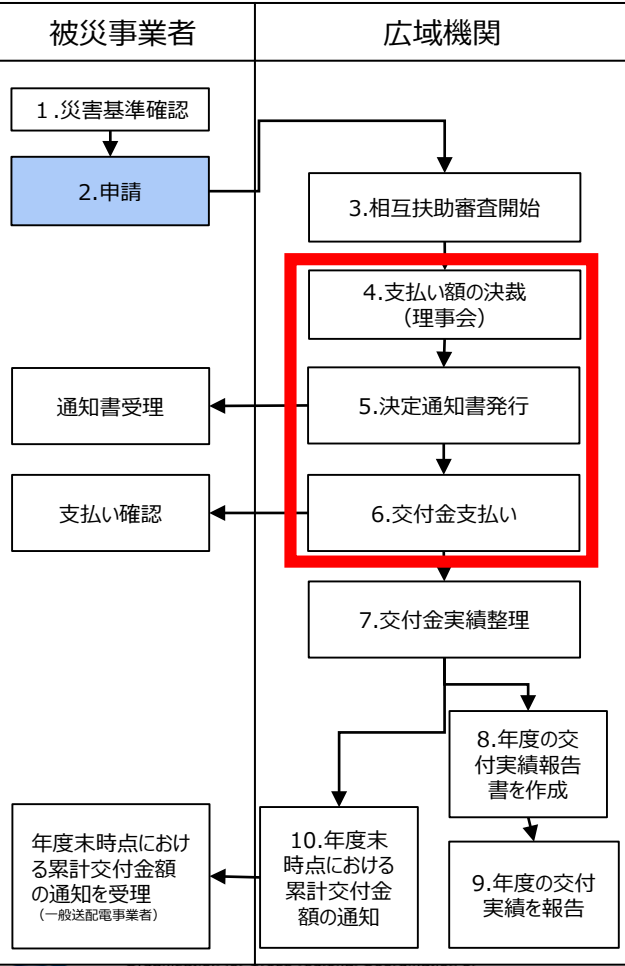 被災事業者
広域機関
１.災害基準確認
2.申請
3.相互扶助審査開始
4.支払い額の決裁
（理事会）
通知書受理
5.決定通知書発行
支払い確認
6.交付金支払い
7.交付金実績整理
8.年度の交
付実績報告
書を作成
年度末時点におけ
る累計交付金額
の通知を受理
（一般送配電事業者）
10.年度末
時点における
累計交付金
額の通知
9.年度の交付
実績を報告